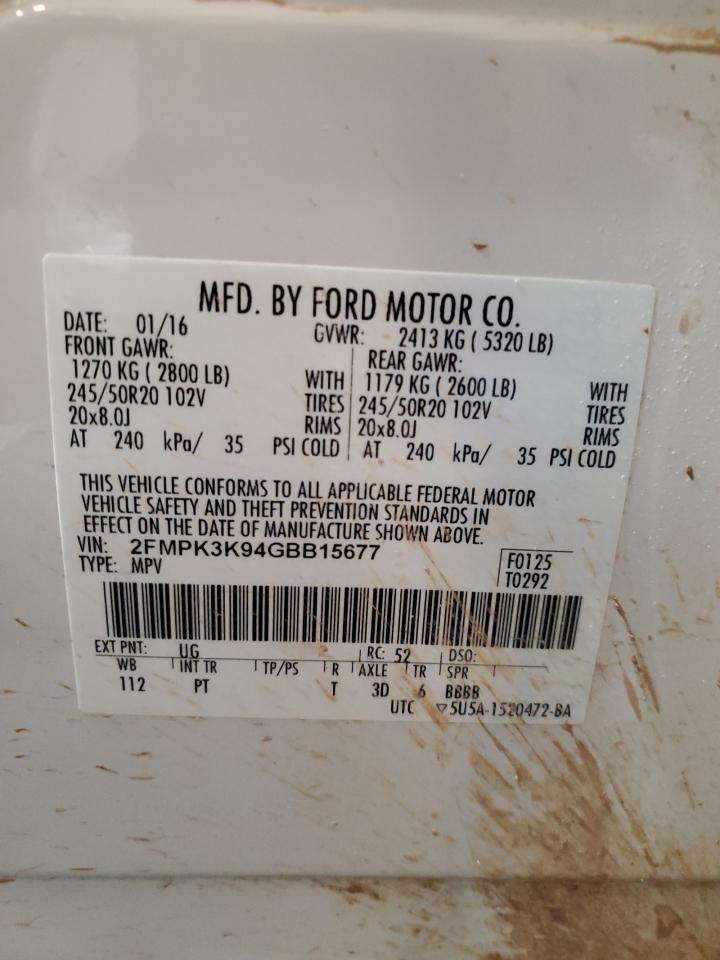 MFD. BY FORD MOTOR CO.
DATE: 01/16 GVWR: 2413 KG ( 5320 LB)
FRONT GAWR: REAR GAWR:
1270 KG ( 2800 LB) WITH 1179 KG ( 2600 LB) WITH
245/50R20 102V TIRES 245/50R20 102V TIRES
20x8.0J RIMS 20x8.0J RIMS
AT 240 kPa/ 35 PSI COLD AT 240 kPa/ 35 PSI COLD
THIS VEHICLE CONFORMS TO ALL APPLICABLE FEDERAL MOTOR
VEHICLE SAFETY AND THEFT PREVENTION STANDARDS IN
EFFECT ON THE DATE OF MANUFACTURE SHOWN ABOVE.
VIN: 2FMPK3K94GBB15677 F0125
TYPE: MPV T0292
EXT PNT: UG RC: 52 DSO:
WB INT TR TP/PS R AXLE TR SPR
112 PT T 3D 6 BBBB
UTC ▽5U5A-1520472-BA